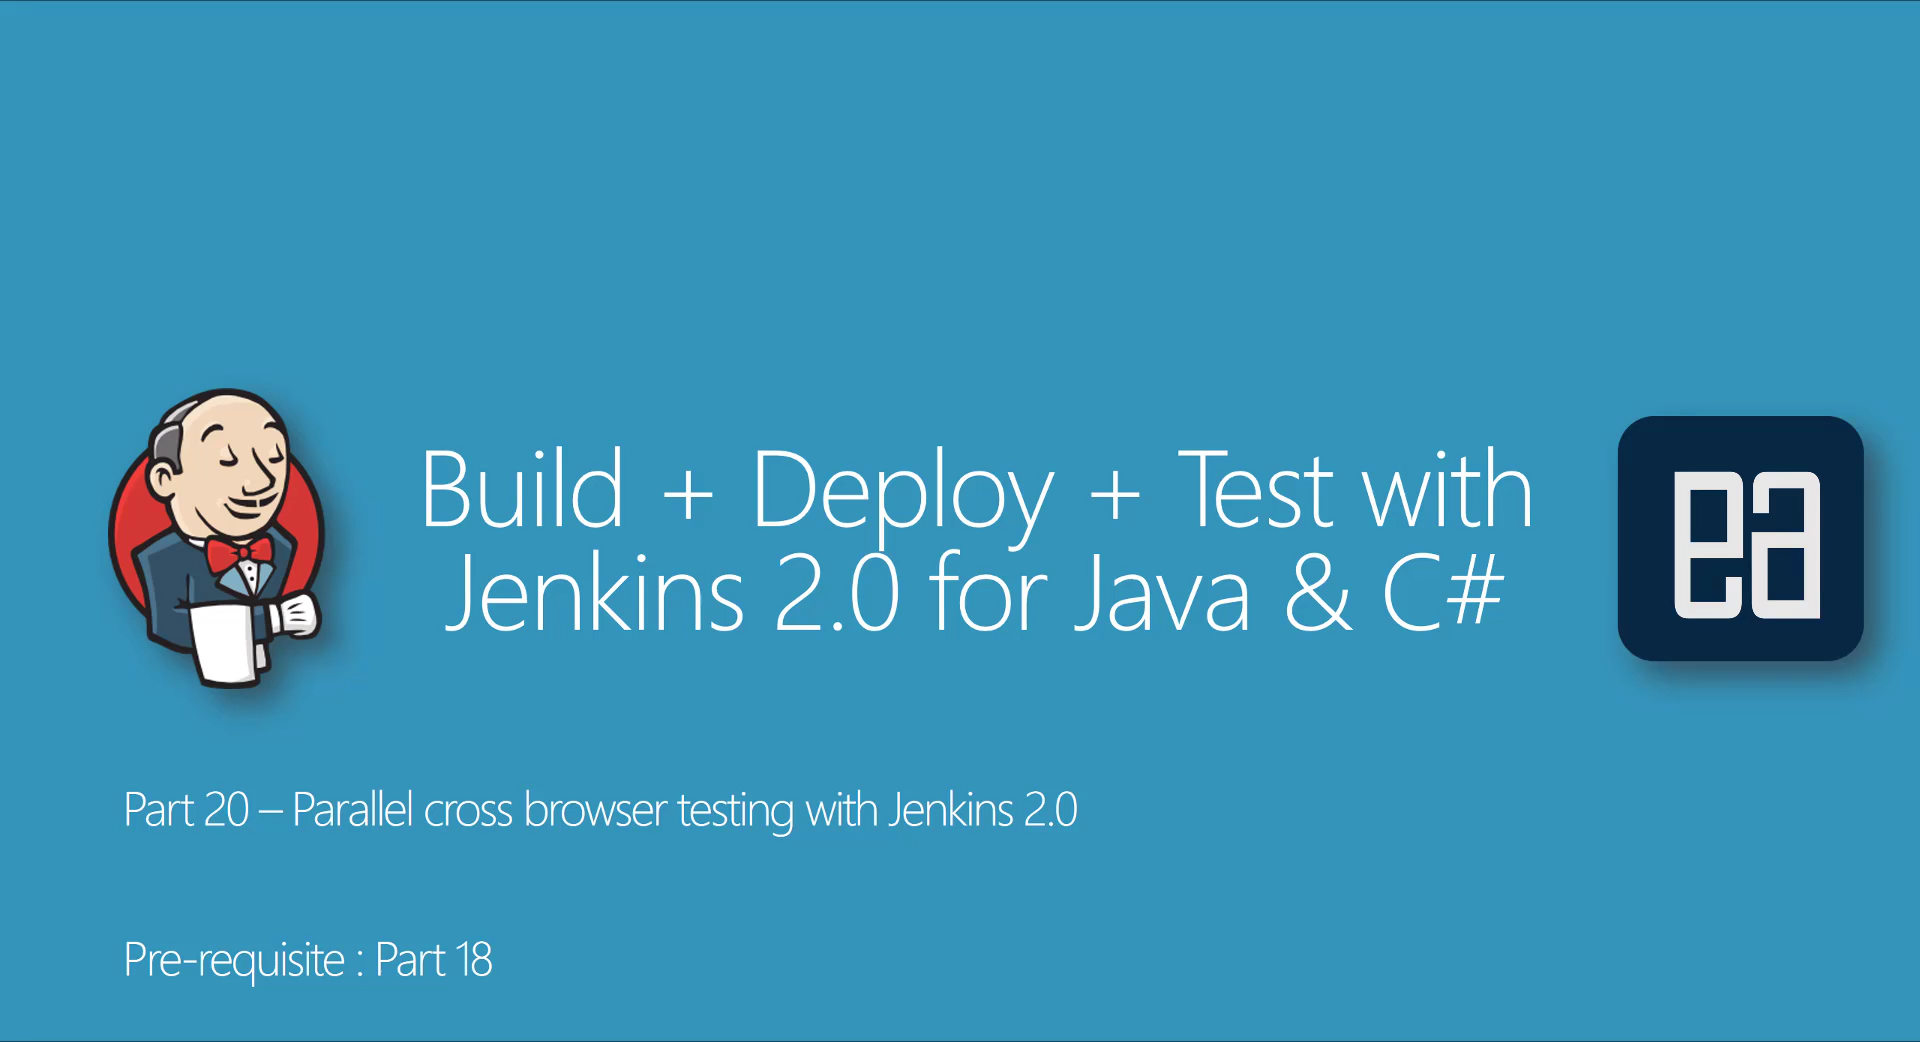 Build + Deploy + Test with
Jenkins 2.0 for Java & C#
ea
Part 20 – Parallel cross browser testing with Jenkins 2.0
Pre-requisite : Part 18